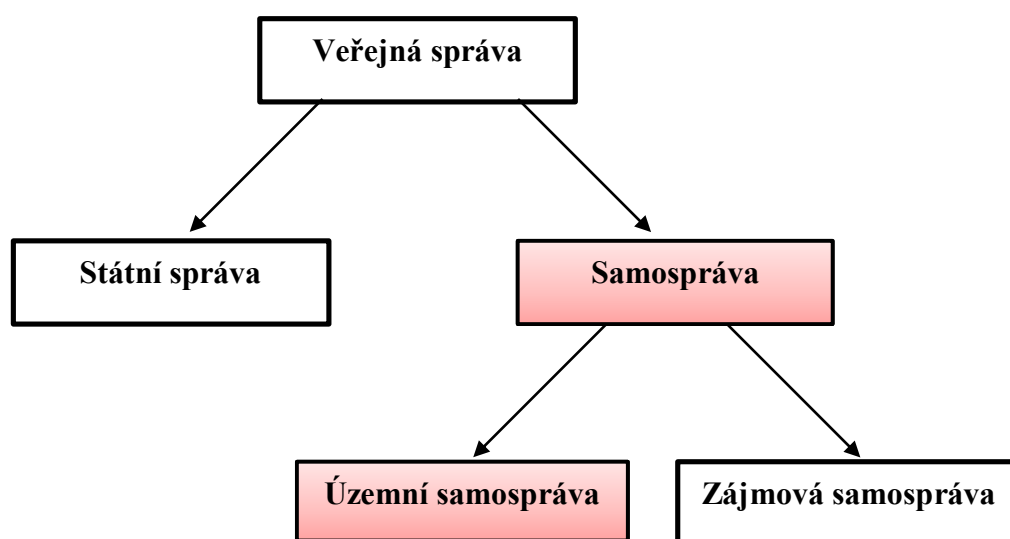 Veřejná správa
Státní správa
Samospráva
Územní samospráva
Zájmová samospráva